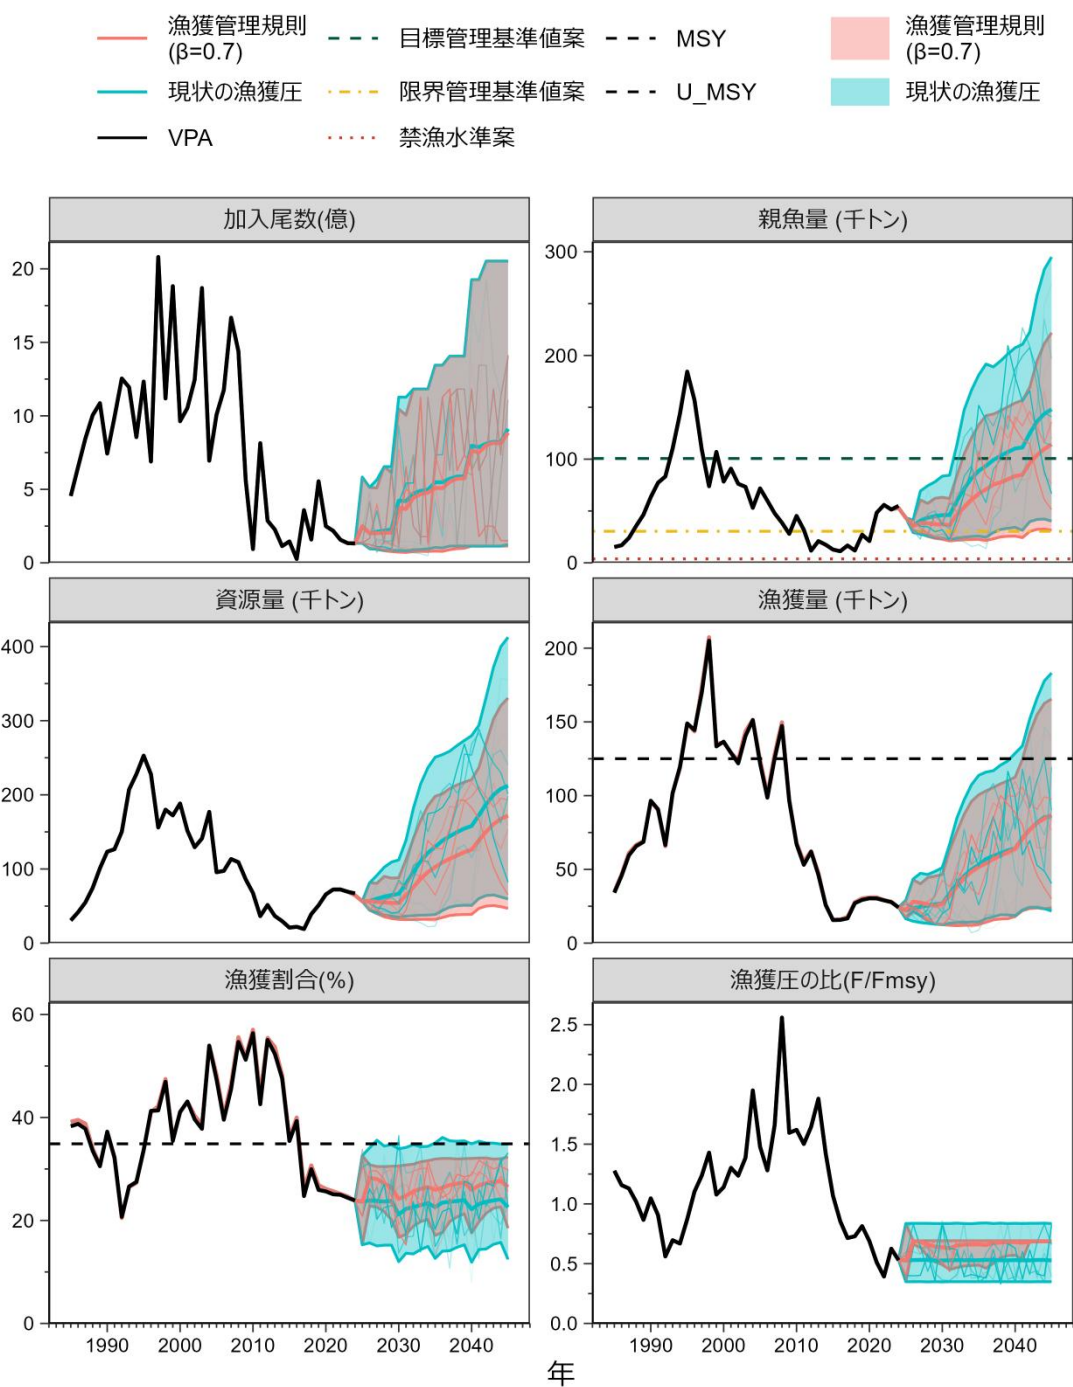 漁獲管理規則
(β=0.7)
目標管理基準値案
MSY
漁獲管理規則
(β=0.7)
現状の漁獲圧
限界管理基準値案
U_MSY
現状の漁獲圧
VPA
禁漁水準案
加入尾数(億)
20
15
10
5
0
親魚量 (千トン)
300
200
100
0
資源量 (千トン)
400
300
200
100
0
漁獲量 (千トン)
200
150
100
50
0
漁獲割合(%)
60
40
20
0
1990 2000 2010 2020 2030 2040
漁獲圧の比(F/Fmsy)
2.5
2.0
1.5
1.0
0.5
0.0
1990 2000 2010 2020 2030 2040
年